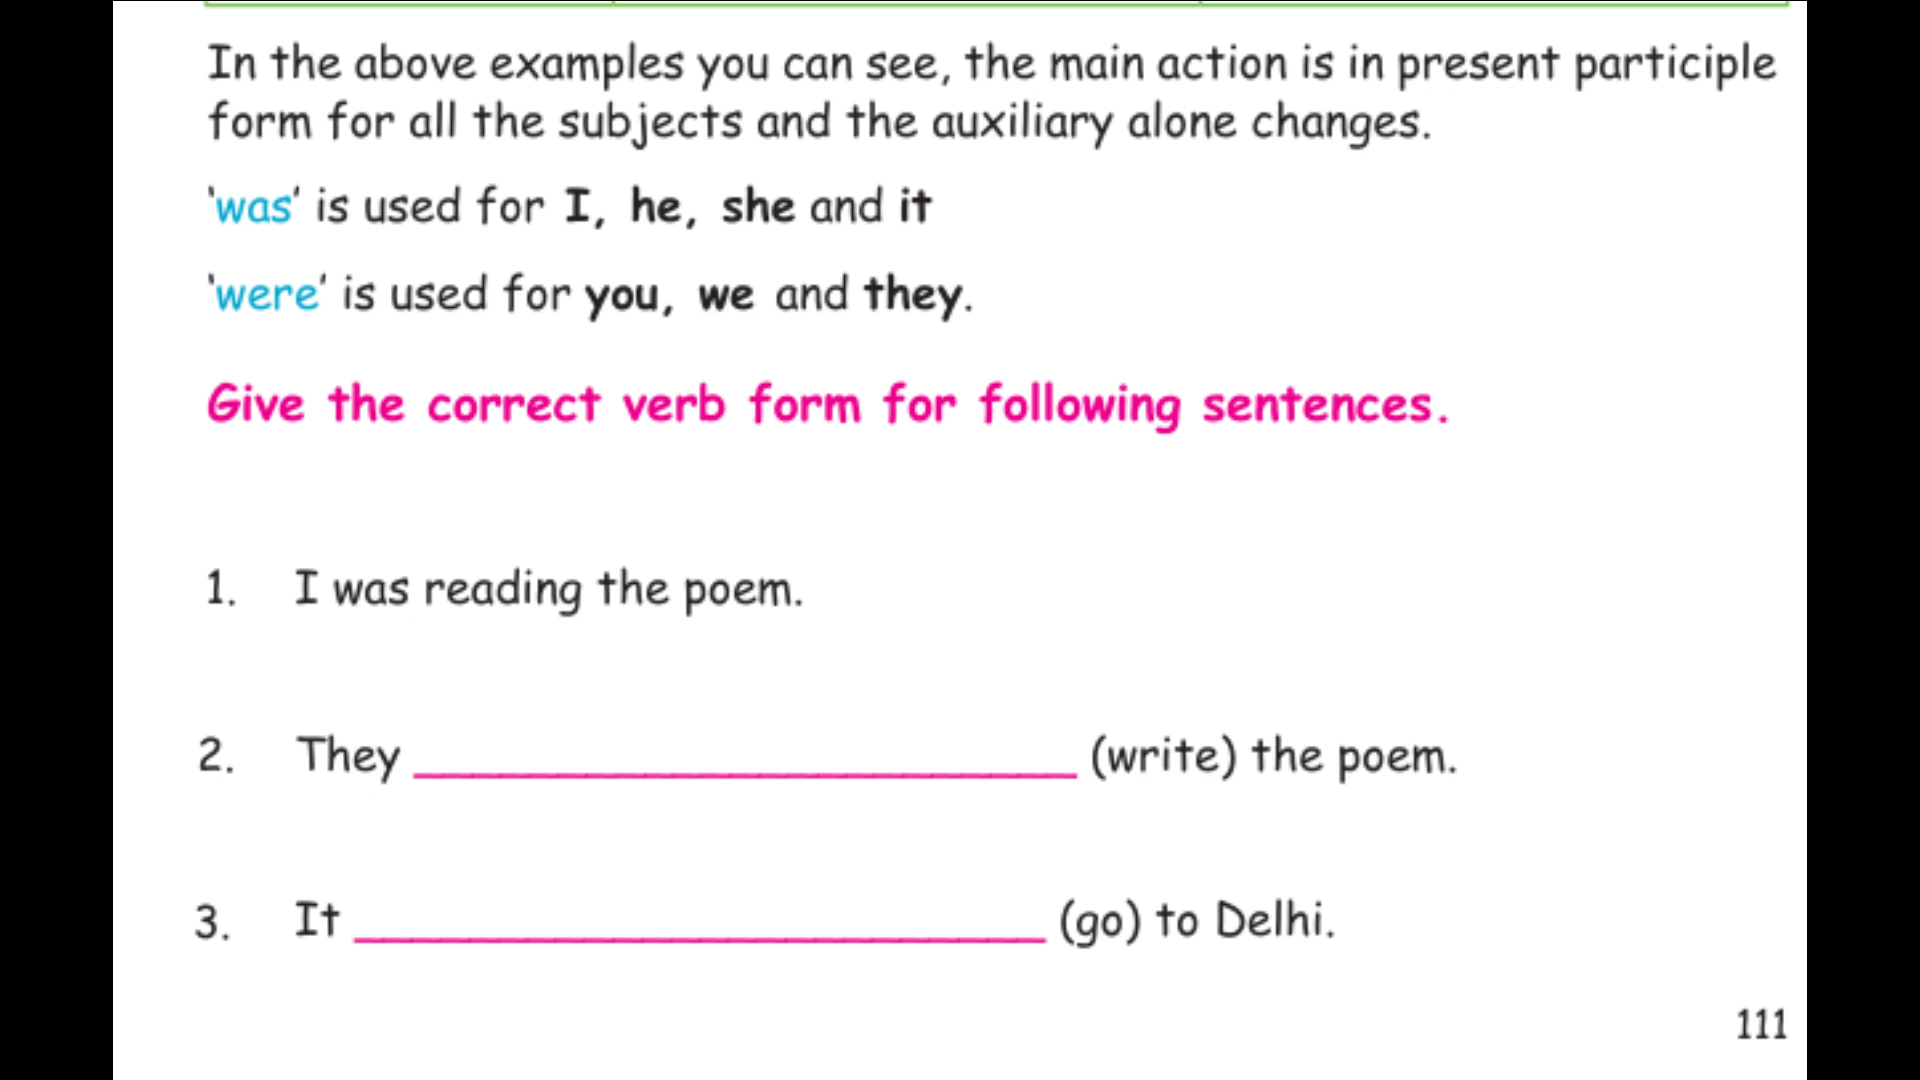 In the above examples you can see, the main action is in present participle
form for all the subjects and the auxiliary alone changes.
‘was’ is used for I, he, she and it
‘were’ is used for you, we and they.
Give the correct verb form for following sentences.
1. I was reading the poem.
2. They _______________________ (write) the poem.
3. It ________________________ (go) to Delhi.
111